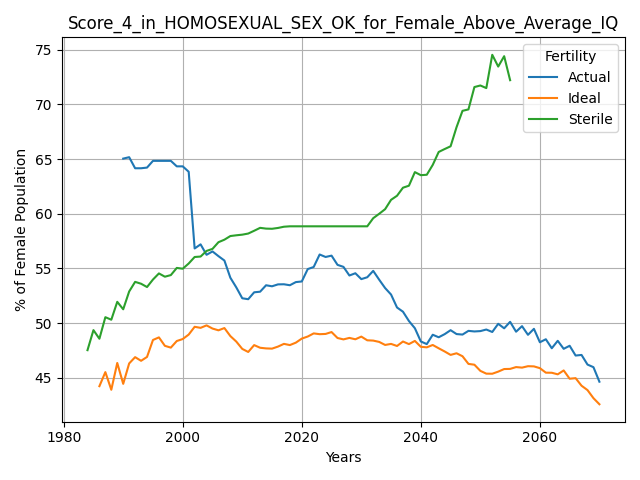 Score_4_in_HOMOSEXUAL_SEX_OK_for_Female_Above_Average_IQ
Fertility
Actual
Ideal
Sterile
% of Female Population
75
70
65
60
55
50
45
1980
2000
2020
2040
2060
Years